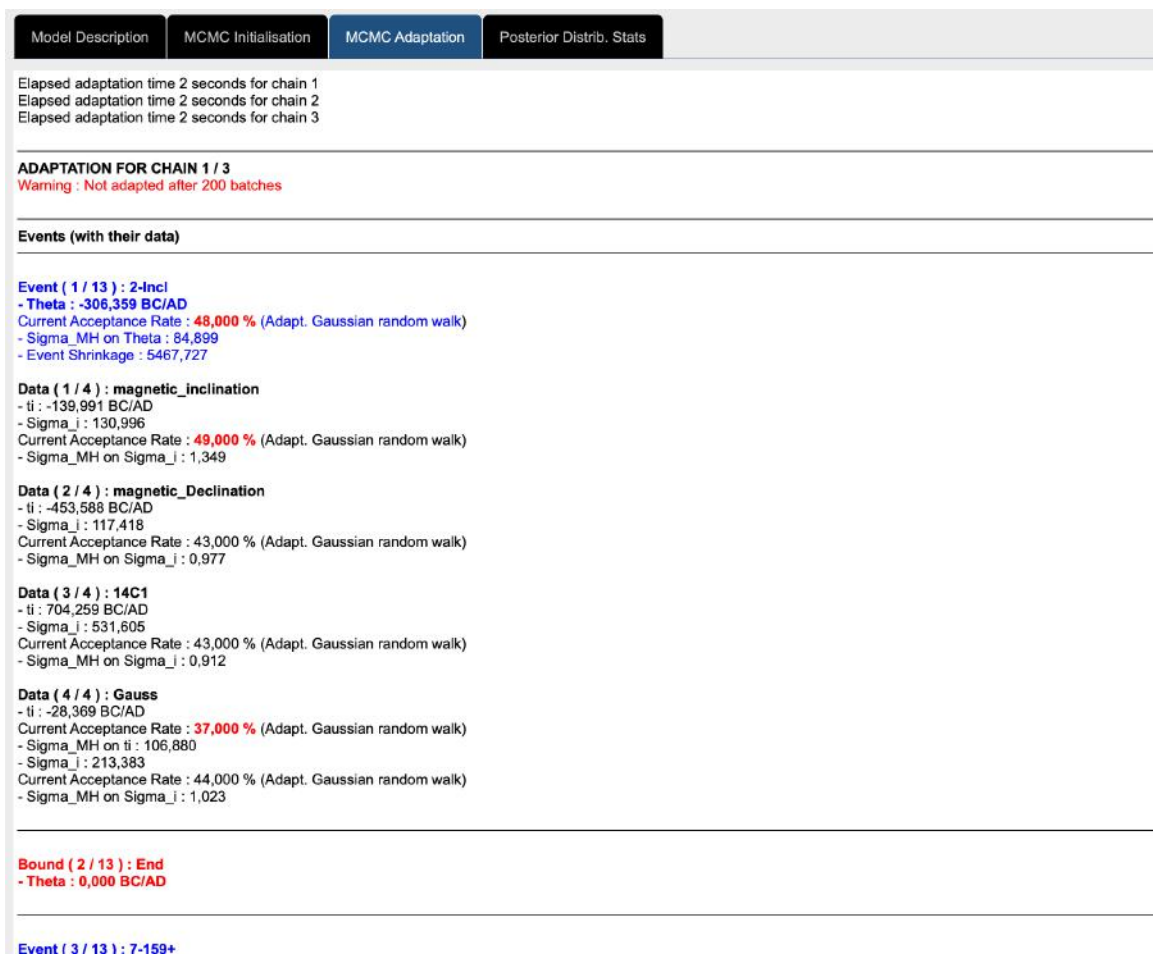 Model Description MCMC Initialisation MCMC Adaptation Posterior Distrib. Stats
Elapsed adaptation time 2 seconds for chain 1
Elapsed adaptation time 2 seconds for chain 2
Elapsed adaptation time 2 seconds for chain 3
ADAPTATION FOR CHAIN 1 / 3
Warning : Not adapted after 200 batches
Events (with their data)
Event ( 1 / 13 ) : 2-Incl
- Theta : -306,359 BC/AD
Current Acceptance Rate : 48,000 % (Adapt. Gaussian random walk)
- Sigma_MH on Theta : 84,899
- Event Shrinkage : 5467,727
Data ( 1 / 4 ) : magnetic_inclination
- ti : -139,991 BC/AD
- Sigma_i : 130,996
Current Acceptance Rate : 49,000 % (Adapt. Gaussian random walk)
- Sigma_MH on Sigma_i : 1,349
Data ( 2 / 4 ) : magnetic_Declination
- ti : -453,588 BC/AD
- Sigma_i : 117,418
Current Acceptance Rate : 43,000 % (Adapt. Gaussian random walk)
- Sigma_MH on Sigma_i : 0,977
Data ( 3 / 4 ) : 14C1
- ti : 704,259 BC/AD
- Sigma_i : 531,605
Current Acceptance Rate : 43,000 % (Adapt. Gaussian random walk)
- Sigma_MH on Sigma_i : 0,912
Data ( 4 / 4 ) : Gauss
- ti : -28,369 BC/AD
Current Acceptance Rate : 37,000 % (Adapt. Gaussian random walk)
- Sigma_MH on ti : 106,880
- Sigma_i : 213,383
Current Acceptance Rate : 44,000 % (Adapt. Gaussian random walk)
- Sigma_MH on Sigma_i : 1,023
Bound ( 2 / 13 ) : End
- Theta : 0,000 BC/AD
Event ( 3 / 13 ) : 7-159+